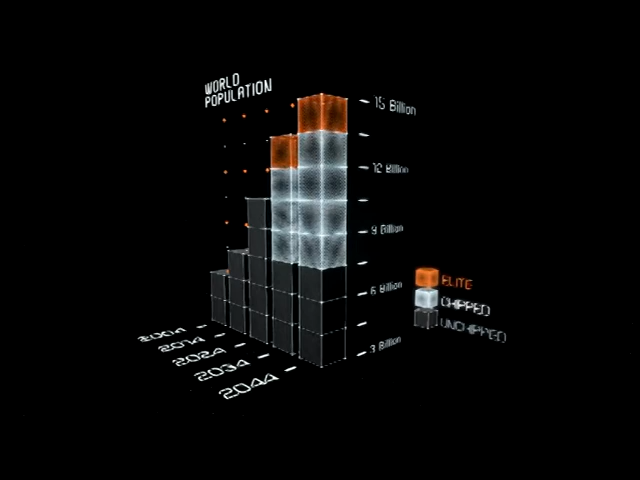 WORLD
POPULATION
15 Billion
12 Billion
9 Billion
6 Billion
3 Billion
ELITE
CHIPPED
UNCHIPPED
2004
2014
2024
2034
2044